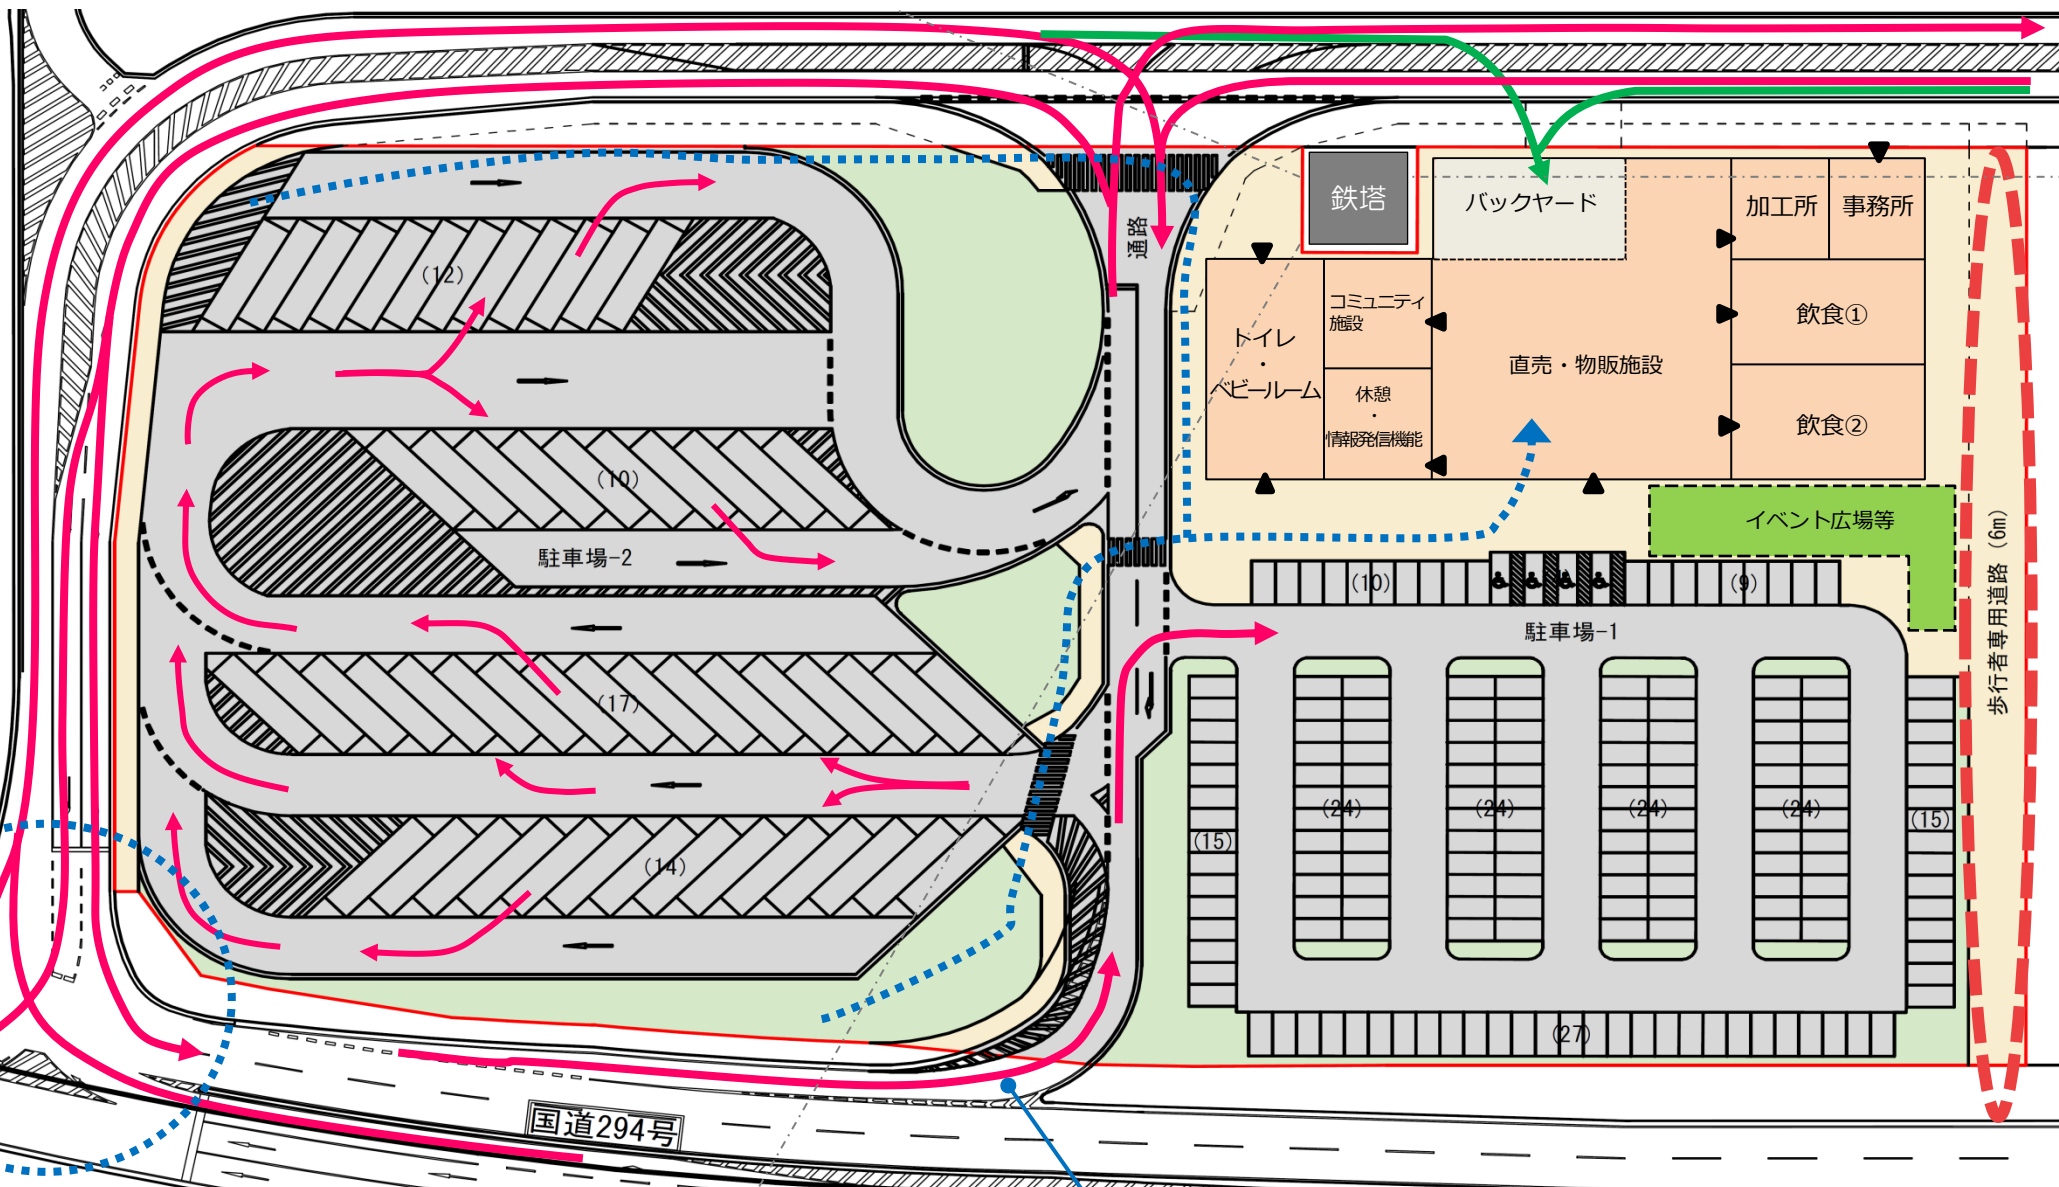 鉄塔
バックヤード
加工所
事務所
通路
(12)
コミュニティ
施設
トイレ
・
ベビールーム
飲食①
直売・物販施設
休憩
・
情報発信機能
飲食②
(10)
イベント広場等
歩行者専用道路（6m）
駐車場-2
(10)
(9)
駐車場-1
(17)
(14)
(15)
(24)
(24)
(24)
(24)
(15)
(27)
国道294号